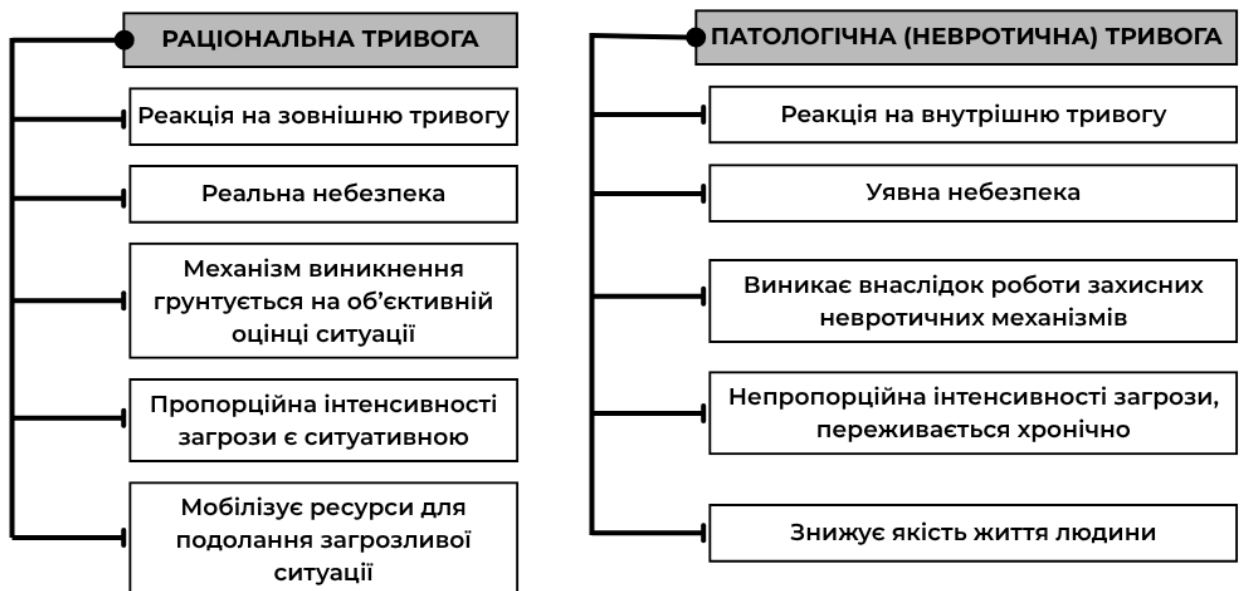 РАЦІОНАЛЬНА ТРИВОГА
Реакція на зовнішню тривогу
Реальна небезпека
Механізм виникнення
грунтується на об’єктивній
оцінці ситуації
Пропорційна інтенсивності
загрози є ситуативною
Мобілізує ресурси для
подолання загрозливої
ситуації
ПАТОЛОГІЧНА (НЕВРОТИЧНА) ТРИВОГА
Реакція на внутрішню тривогу
Уявна небезпека
Виникає внаслідок роботи захисних
невротичних механізмів
Непропорційна інтенсивності загрози,
переживається хронічно
Знижує якість життя людини